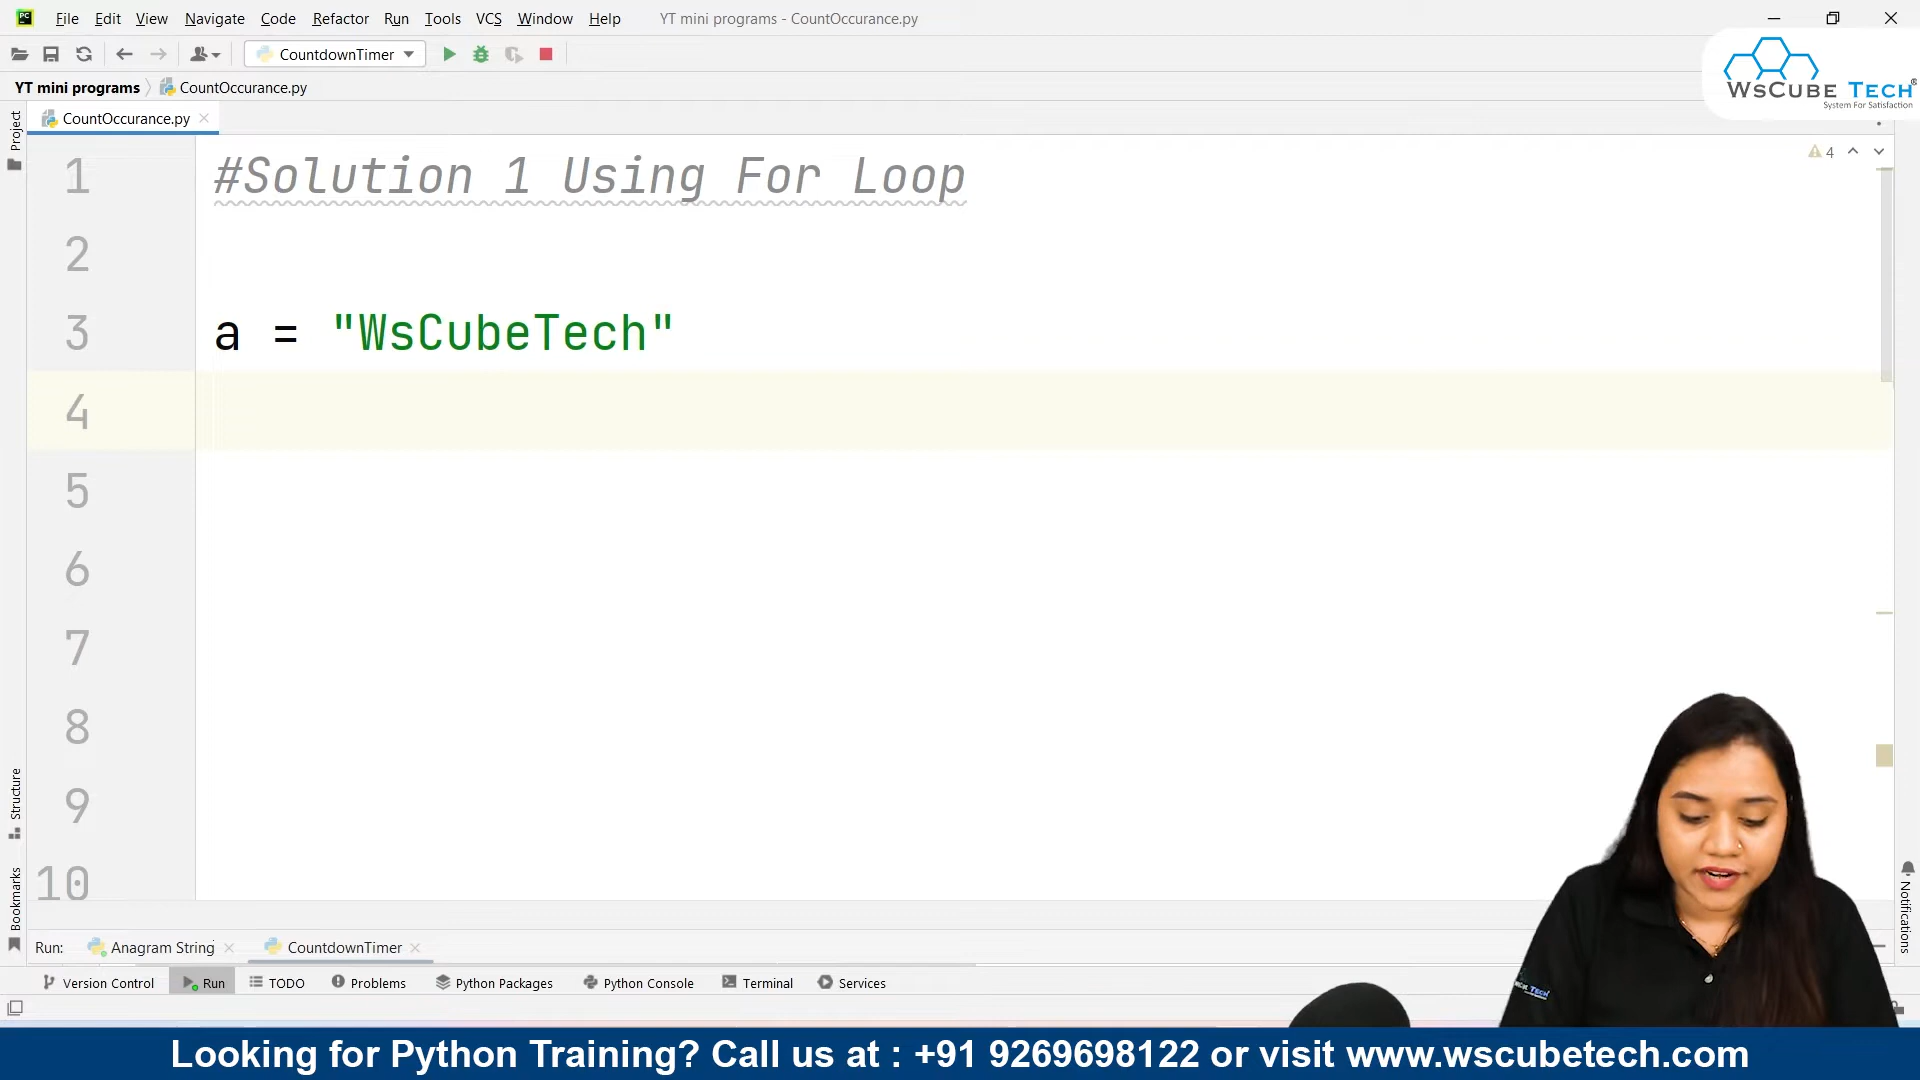 File Edit View Navigate Code Refactor Run Tools VCS Window Help YT mini programs - CountOccurance.py
CountdownTimer
WsCube Tech®
System For Satisfaction
YT mini programs CountOccurance.py
CountOccurance.py
Project
4
1 #Solution 1 Using For Loop
2
3 a = "WsCubeTech"
4
5
6
7
8
9
10
Structure
Bookmarks
Notifications
Run: Anagram String CountdownTimer
Version Control Run TODO Problems Python Packages Python Console Terminal Services
Looking for Python Training? Call us at : +91 9269698122 or visit www.wscubetech.com